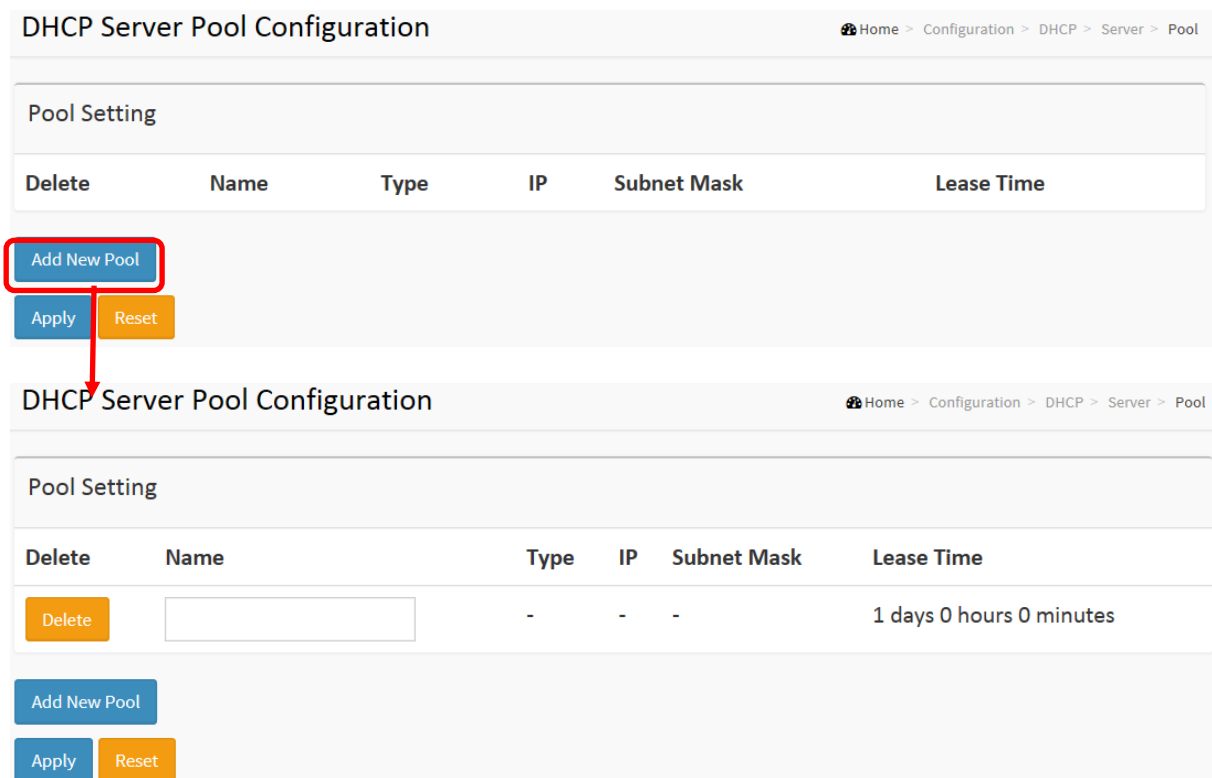 DHCP Server Pool Configuration Home > Configuration > DHCP > Server > Pool
Pool Setting
Delete Name Type IP Subnet Mask Lease Time
Add New Pool
Apply Reset
DHCP Server Pool Configuration Home > Configuration > DHCP > Server > Pool
Pool Setting
Delete Name Type IP Subnet Mask Lease Time
Delete - - - 1 days 0 hours 0 minutes
Add New Pool
Apply Reset